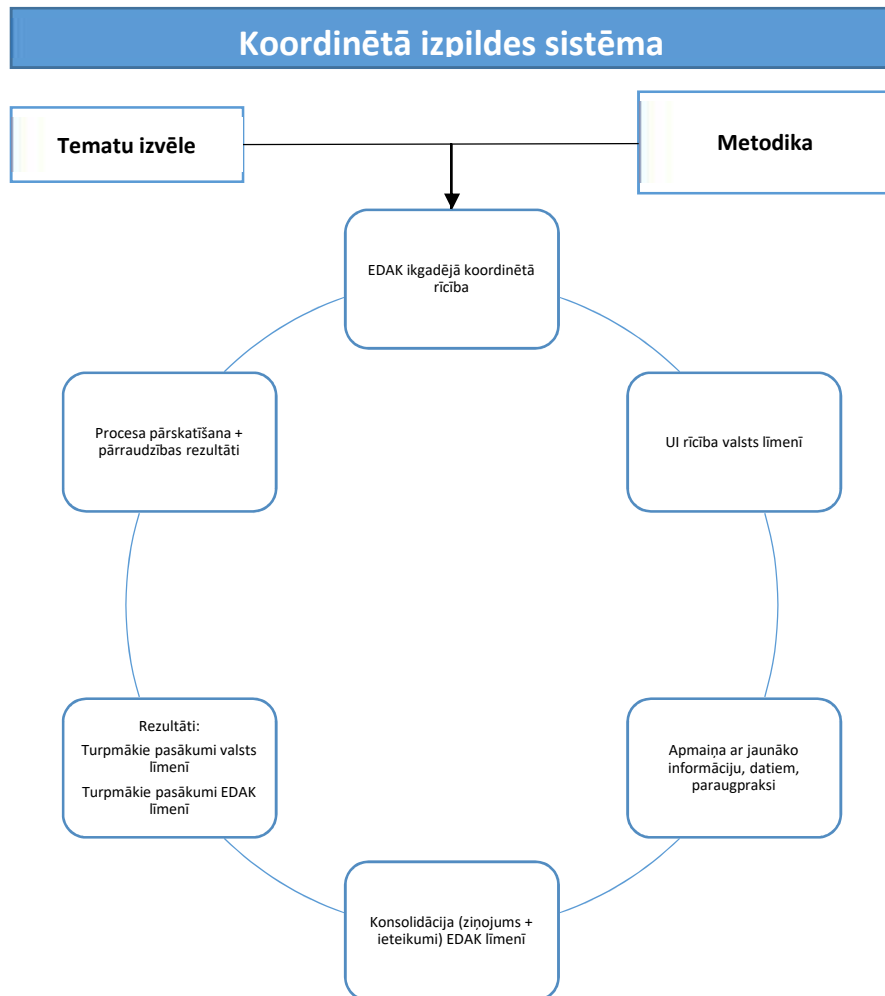 Koordinētā izpildes sistēma
Tematu izvēle
Metodika
EDAK ikgadējā koordinētā
rīcība
Procesa pārskatīšana +
pārraudzības rezultāti
UI rīcība valsts līmenī
Rezultāti:
Turpmākie pasākumi valsts
līmenī
Turpmākie pasākumi EDAK
līmenī
Apmaiņa ar jaunāko
informāciju, datiem,
paraugpraksi
Konsolidācija (ziņojums +
ieteikumi) EDAK līmenī